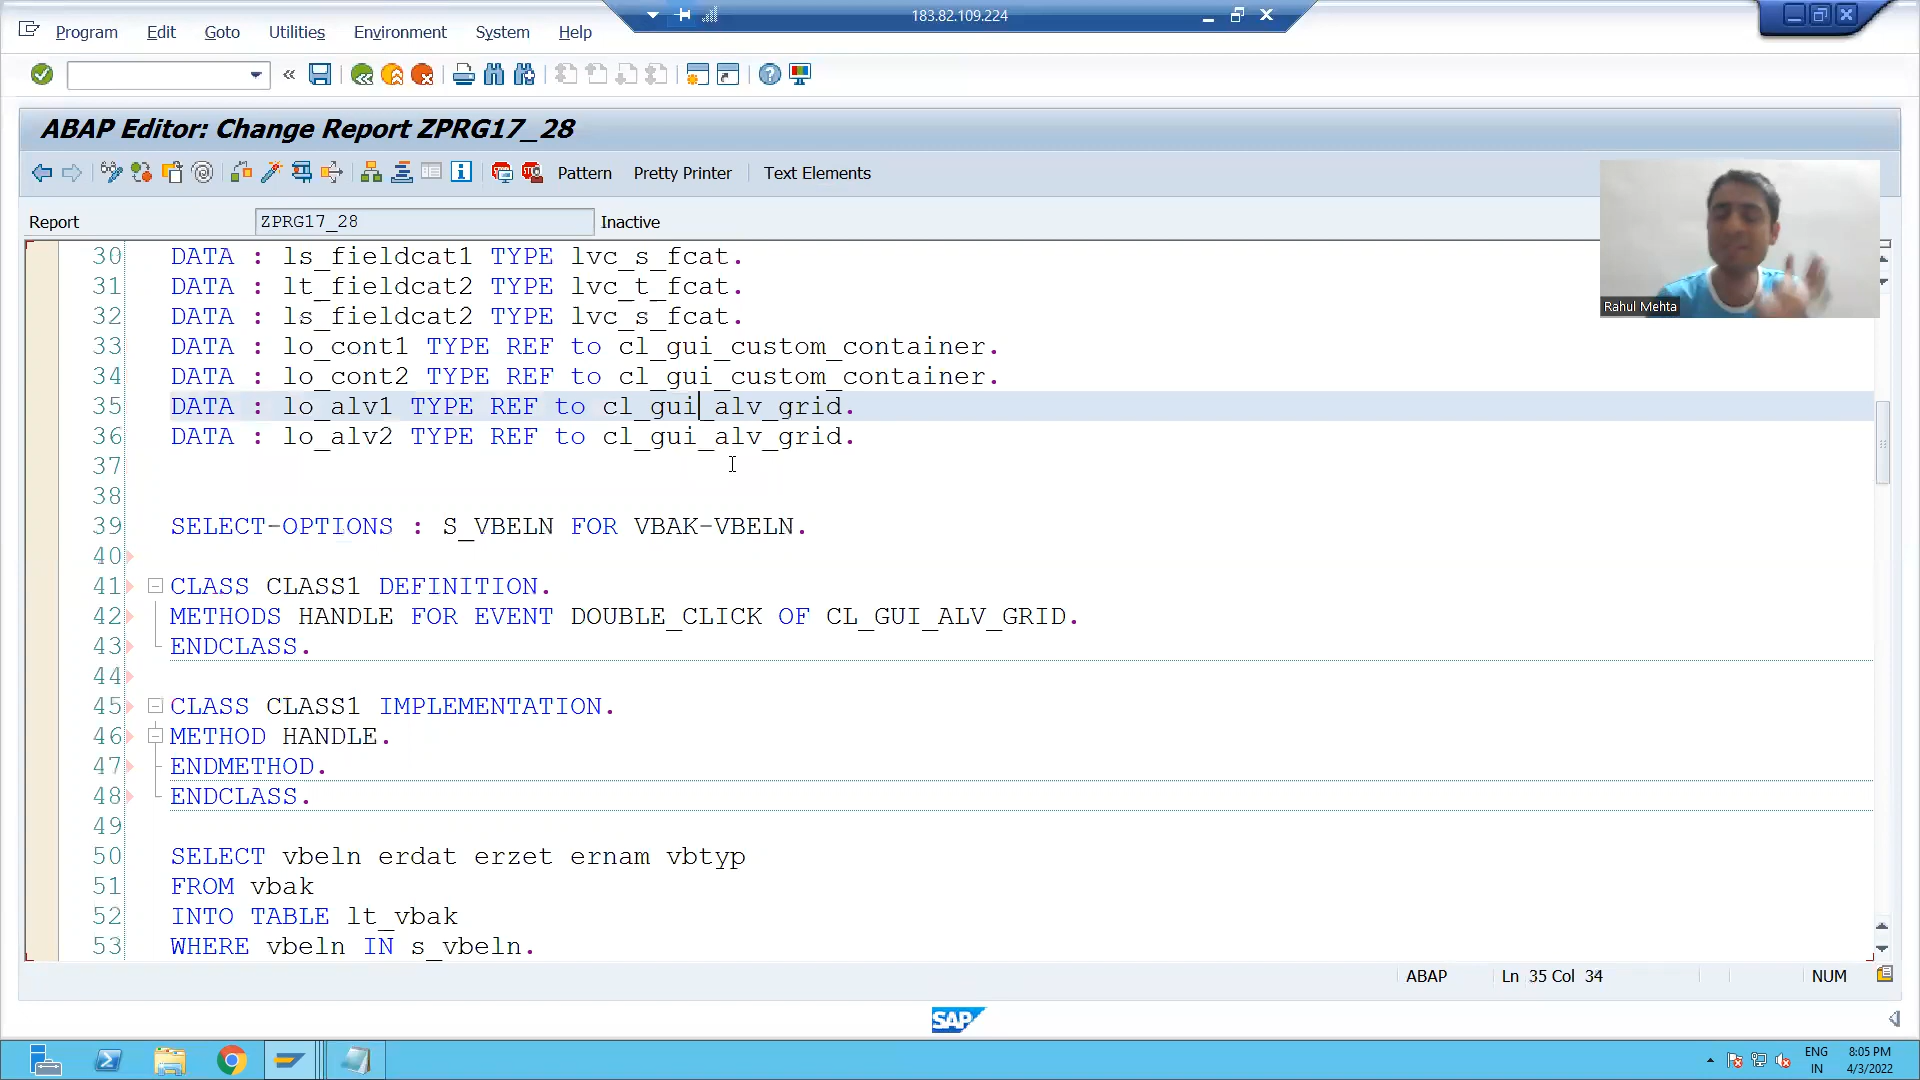 183.82.109.224
Program Edit Goto Utilities Environment System Help
ABAP Editor: Change Report ZPRG17_28
Pattern Pretty Printer Text Elements
Report ZPRG17_28 Inactive
Rahul Mehta
30 DATA : ls_fieldcat1 TYPE lvc_s_fcat.
31 DATA : lt_fieldcat2 TYPE lvc_t_fcat.
32 DATA : ls_fieldcat2 TYPE lvc_s_fcat.
33 DATA : lo_cont1 TYPE REF to cl_gui_custom_container.
34 DATA : lo_cont2 TYPE REF to cl_gui_custom_container.
35 DATA : lo_alv1 TYPE REF to cl_gui_alv_grid.
36 DATA : lo_alv2 TYPE REF to cl_gui_alv_grid.
37
38
39 SELECT-OPTIONS : S_VBELN FOR VBAK-VBELN.
40
41 CLASS CLASS1 DEFINITION.
42 METHODS HANDLE FOR EVENT DOUBLE_CLICK OF CL_GUI_ALV_GRID.
43 ENDCLASS.
44
45 CLASS CLASS1 IMPLEMENTATION.
46 METHOD HANDLE.
47 ENDMETHOD.
48 ENDCLASS.
49
50 SELECT vbeln erdat erzet ernam vbtyp
51 FROM vbak
52 INTO TABLE lt_vbak
53 WHERE vbeln IN s_vbeln.
ABAP Ln 35 Col 34 NUM
SAP
ENG 8:05 PM
IN 4/3/2022